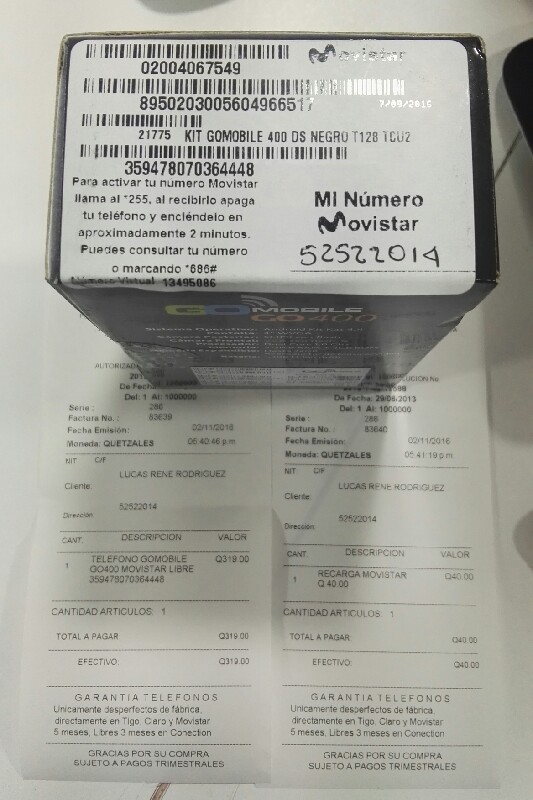 Movistar
02004067549
8950203005604966517
7/09/2016
21775 KIT GOMOBILE 400 DS NEGRO T128 TCU2
359478070364448
Para activar tu número Movistar
llama al *255, al recibirlo apaga
tu teléfono y enciéndelo en
aproximadamente 2 minutos.
Puedes consultar tu número
o marcando *686#
Número Virtual 13495086
MI Número
Movistar
52522014
GOMOBILE
GO400
Sistema Operativo: Android
AUTORIZAC
De Fecha:
Del: 1 Al: 1000000
Serie : 286
Factura No. : 83639
Fecha Emisión: 02/11/2016
Moneda: QUETZALES 05:40:46 p.m.
NIT C/F
LUCAS RENE RODRIGUEZ
Cliente:
52522014
Dirección:
CANT. DESCRIPCION VALOR
1 TELEFONO GOMOBILE Q319.00
GO400 MOVISTAR LIBRE
359478070364448
CANTIDAD ARTICULOS: 1
TOTAL A PAGAR Q319.00
EFECTIVO: Q319.00
GARANTIA TELEFONOS
Unicamente desperfectos de fábrica,
directamente en Tigo, Claro y Movistar
5 meses, Libres 3 meses en Conection
GRACIAS POR SU COMPRA
SUJETO A PAGOS TRIMESTRALES
De Fecha: 29/06/2013
Del: 1 Al: 1000000
Serie : 286
Factura No. : 83640
Fecha Emisión: 02/11/2016
Moneda: QUETZALES 05:41:19 p.m.
NIT C/F
LUCAS RENE RODRIGUEZ
Cliente:
52522014
Dirección:
CANT. DESCRIPCION VALOR
1 RECARGA MOVISTAR Q40.00
Q 40.00
CANTIDAD ARTICULOS: 1
TOTAL A PAGAR: Q40.00
EFECTIVO: Q40.00
GARANTIA TELEFONOS
Unicamente desperfectos de fábrica,
directamente en Tigo, Claro y Movistar
5 meses, Libres 3 meses en Conection
GRACIAS POR SU COMPRA
SUJETO A PAGOS TRIMESTRALES